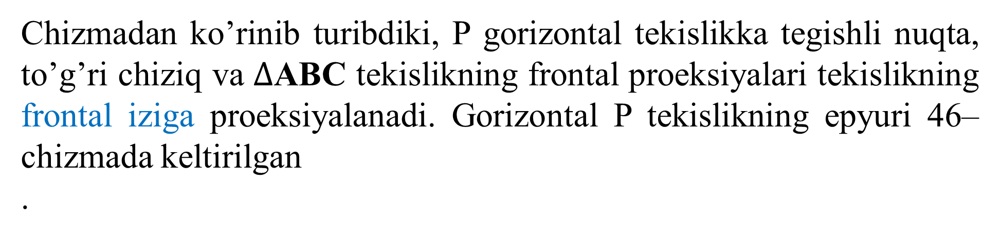 Chizmadan ko’rinib turibdiki, P gorizontal tekislikka tegishli nuqta,
to’g’ri chiziq va ΔABC tekislikning frontal proeksiyalari tekislikning
frontal iziga proeksiyalanadi. Gorizontal P tekislikning epyuri 46–
chizmada keltirilgan
.